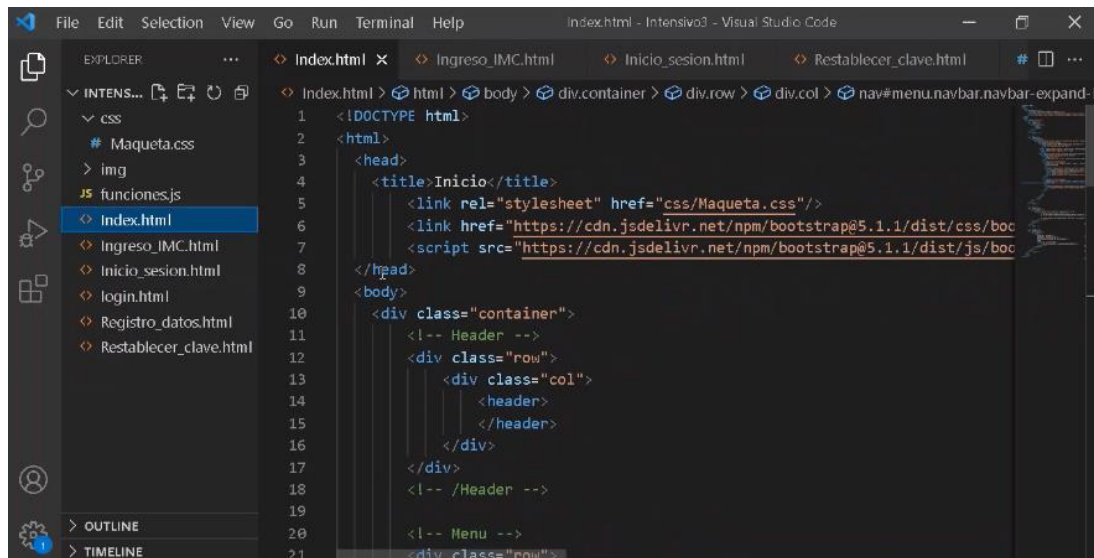 File Edit Selection View Go Run Terminal Help Index.html - Intensivo3 - Visual Studio Code
EXPLORER
INTENS...
css
# Maqueta.css
img
JS funciones.js
Index.html
Ingreso_IMC.html
Inicio_sesion.html
login.html
Registro_datos.html
Restablecer_clave.html
OUTLINE
TIMELINE
1
Index.html Ingreso_IMC.html Inicio_sesion.html Restablecer_clave.html #
Index.html > html > body > div.container > div.row > div.col > nav#menu.navbar.navbar-expand-
1 <!DOCTYPE html>
2 <html>
3 <head>
4 <title>Inicio</title>
5 <link rel="stylesheet" href="css/Maqueta.css"/>
6 <link href="https://cdn.jsdelivr.net/npm/bootstrap@5.1.1/dist/css/boo
7 <script src="https://cdn.jsdelivr.net/npm/bootstrap@5.1.1/dist/js/boo
8 </head>
9 <body>
10 <div class="container">
11 <!-- Header -->
12 <div class="row">
13 <div class="col">
14 <header>
15 </header>
16 </div>
17 </div>
18 <!-- /Header -->
19
20 <!-- Menu -->
21 <div class="row">